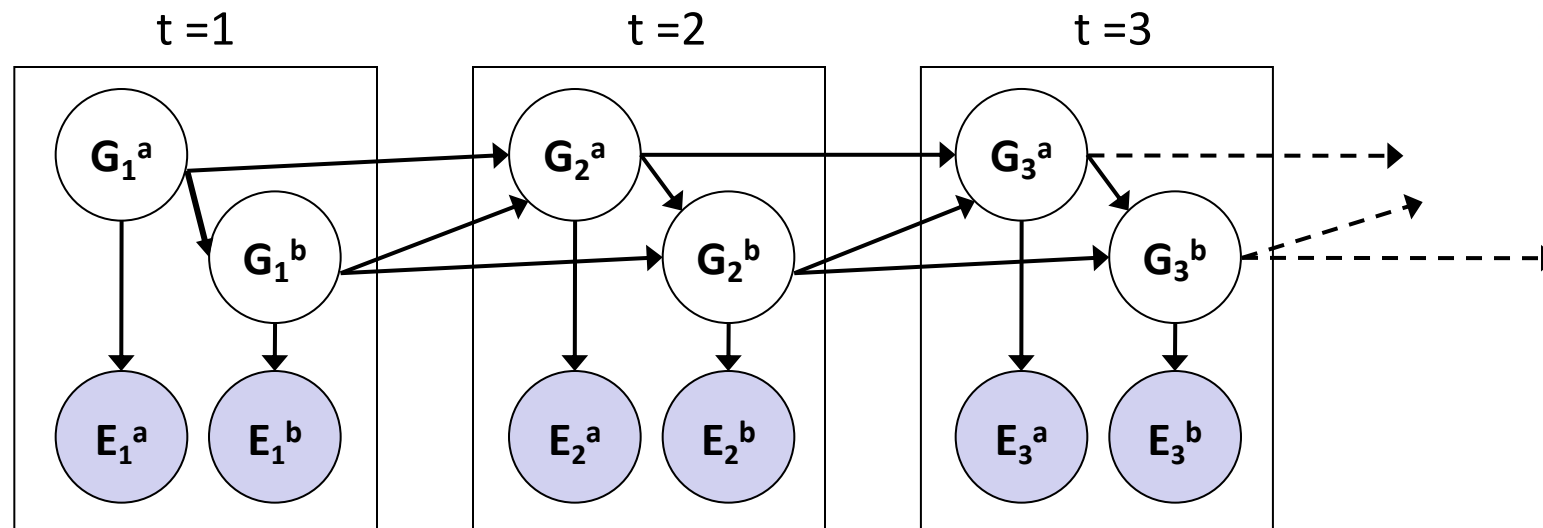 t =1 t =2 t =3
G₁ᵃ G₂ᵃ G₃ᵃ
G₁ᵇ G₂ᵇ G₃ᵇ
E₁ᵃ E₁ᵇ E₂ᵃ E₂ᵇ E₃ᵃ E₃ᵇ